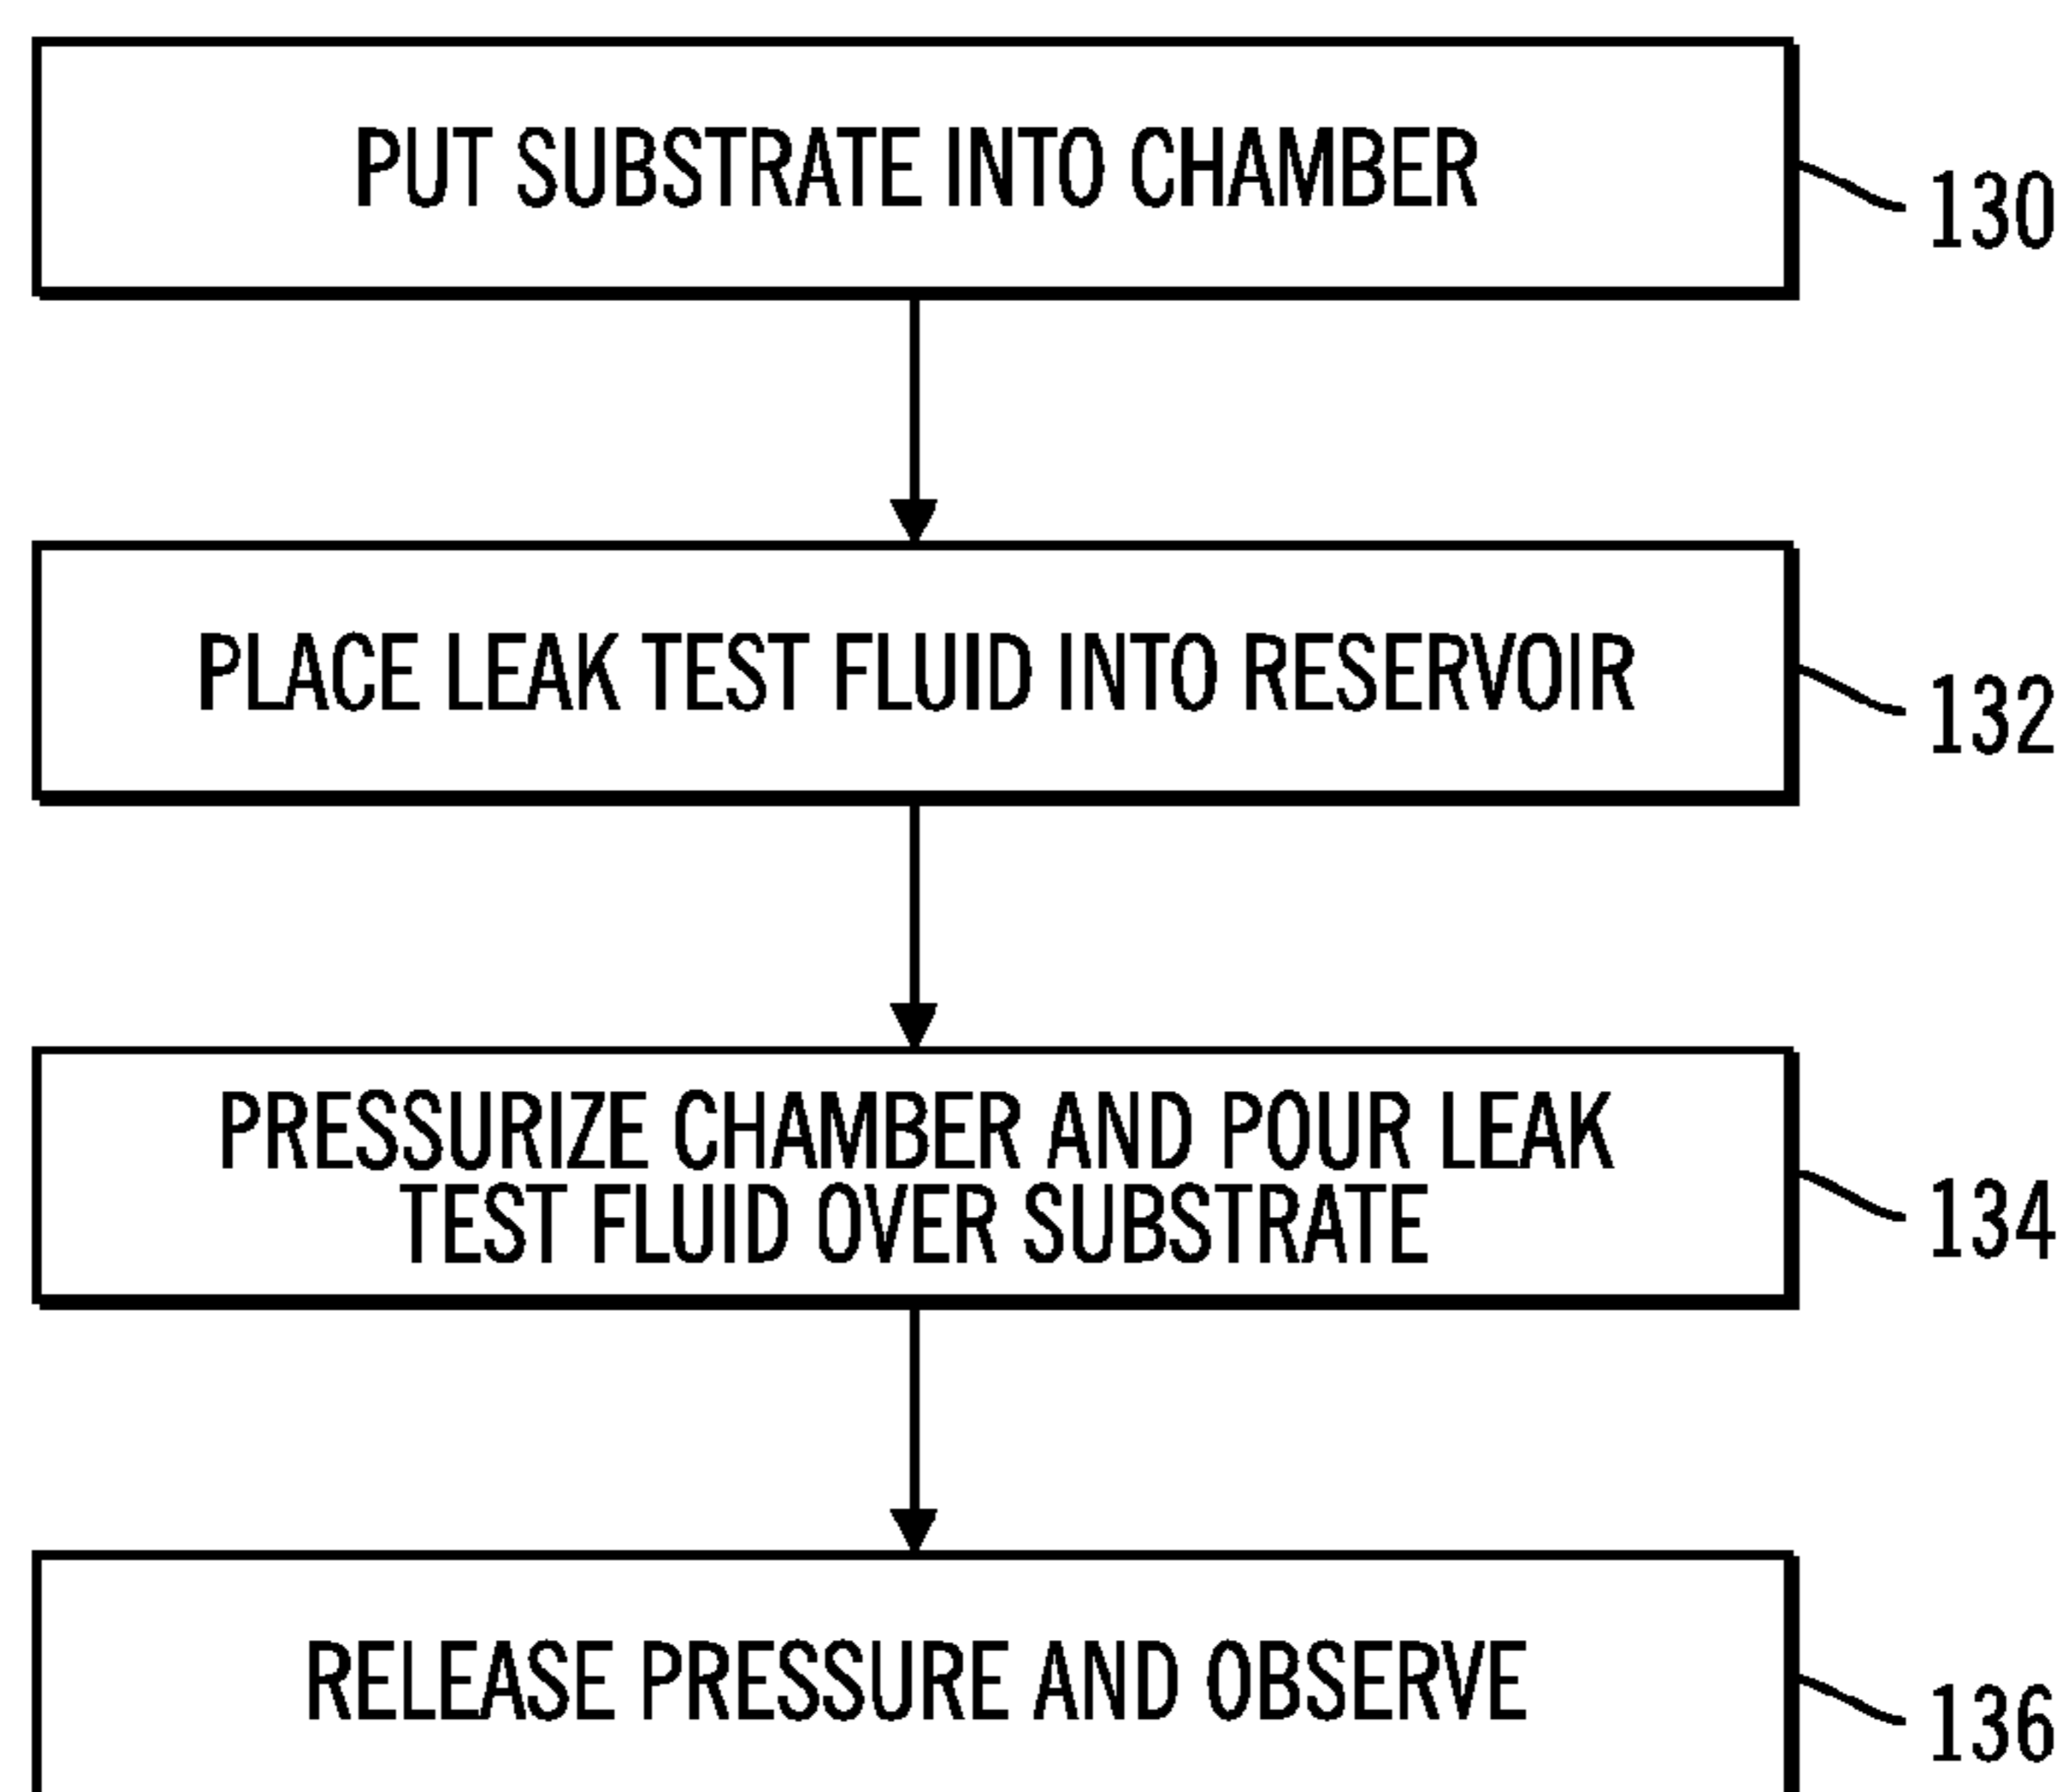 PUT SUBSTRATE INTO CHAMBER
130
PLACE LEAK TEST FLUID INTO RESERVOIR
132
PRESSURIZE CHAMBER AND POUR LEAK
TEST FLUID OVER SUBSTRATE
134
RELEASE PRESSURE AND OBSERVE
136